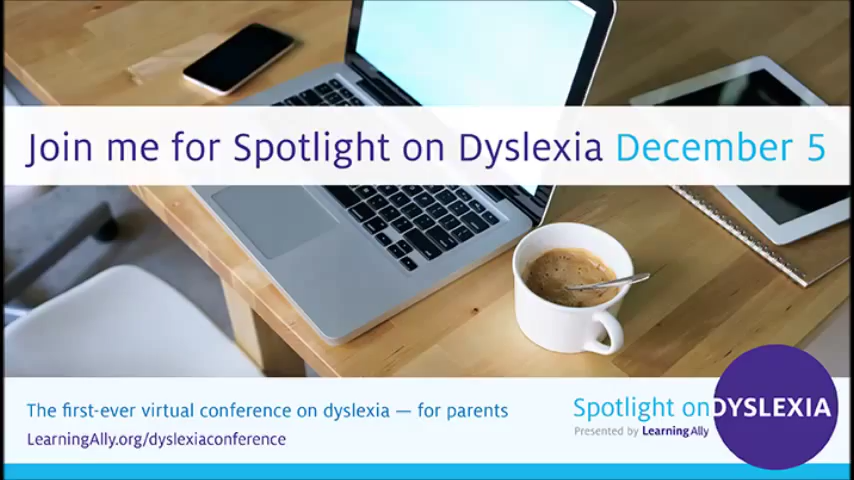 Join me for Spotlight on Dyslexia December 5
The first-ever virtual conference on dyslexia — for parents
LearningAlly.org/dyslexiaconference
Spotlight on DYSLEXIA
Presented by Learning Ally